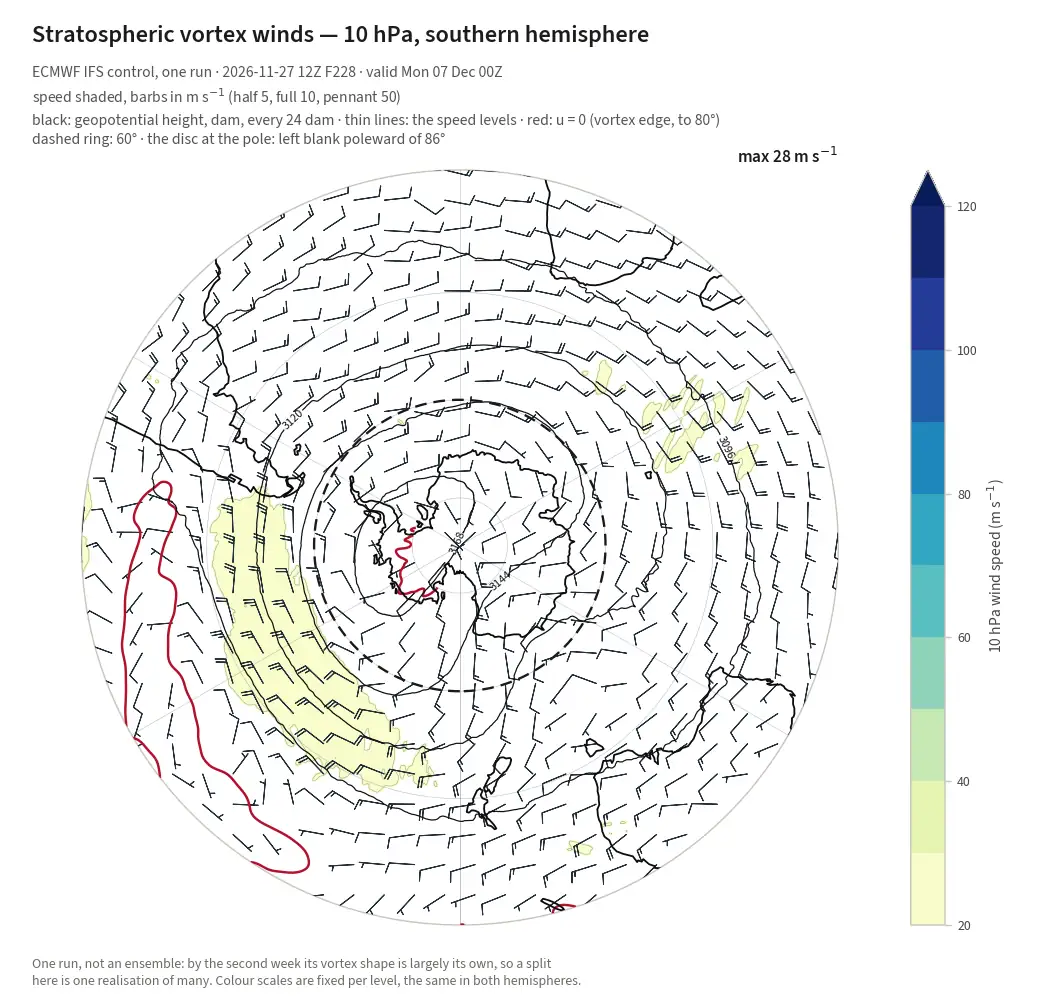 Stratospheric vortex winds — 10 hPa, southern hemisphere
ECMWF IFS control, one run · 2026-11-27 12Z F228 · valid Mon 07 Dec 00Z
speed shaded, barbs in m s⁻¹ (half 5, full 10, pennant 50)
black: geopotential height, dam, every 24 dam · thin lines: the speed levels · red: u = 0 (vortex edge, to 80°)
dashed ring: 60° · the disc at the pole: left blank poleward of 86°
max 28 m s⁻¹
120
100
80
60
40
20
10 hPa wind speed (m s⁻¹)
3120
3096
3168
3144
One run, not an ensemble: by the second week its vortex shape is largely its own, so a split
here is one realisation of many. Colour scales are fixed per level, the same in both hemispheres.